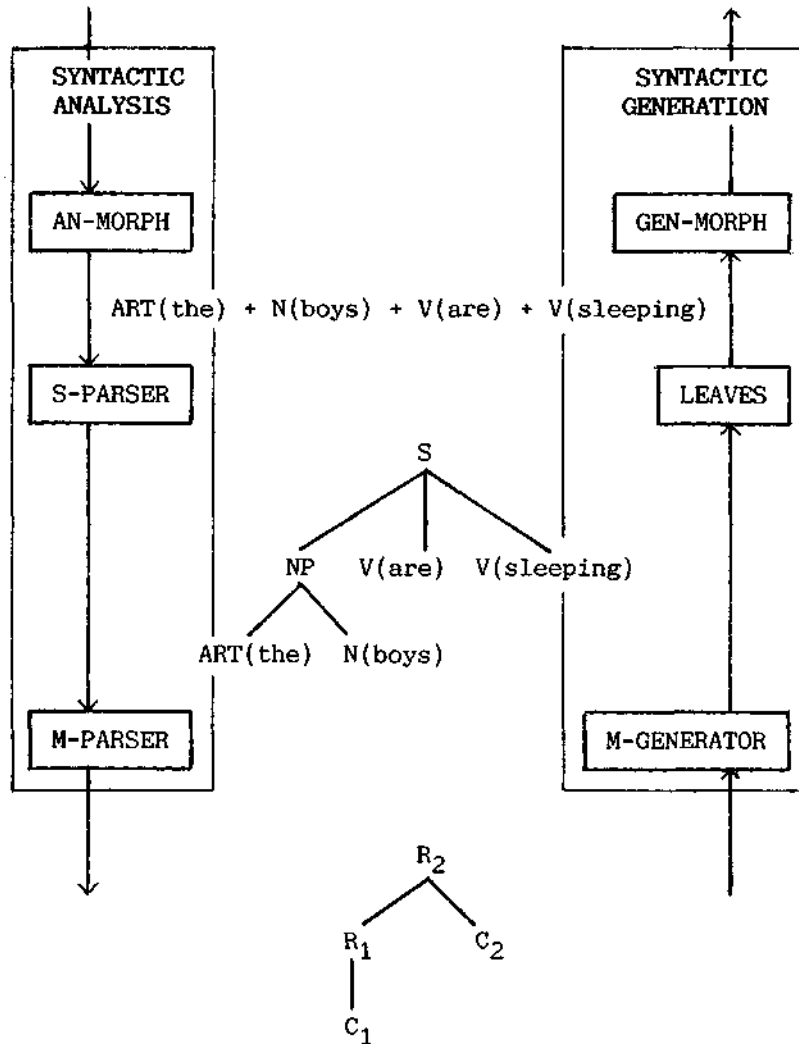 SYNTACTIC ANALYSIS
SYNTACTIC GENERATION
AN-MORPH
GEN-MORPH
ART(the) + N(boys) + V(are) + V(sleeping)
S-PARSER
LEAVES
S
NP V(are) V(sleeping)
ART(the) N(boys)
M-PARSER
M-GENERATOR
R₂
R₁ C₂
C₁